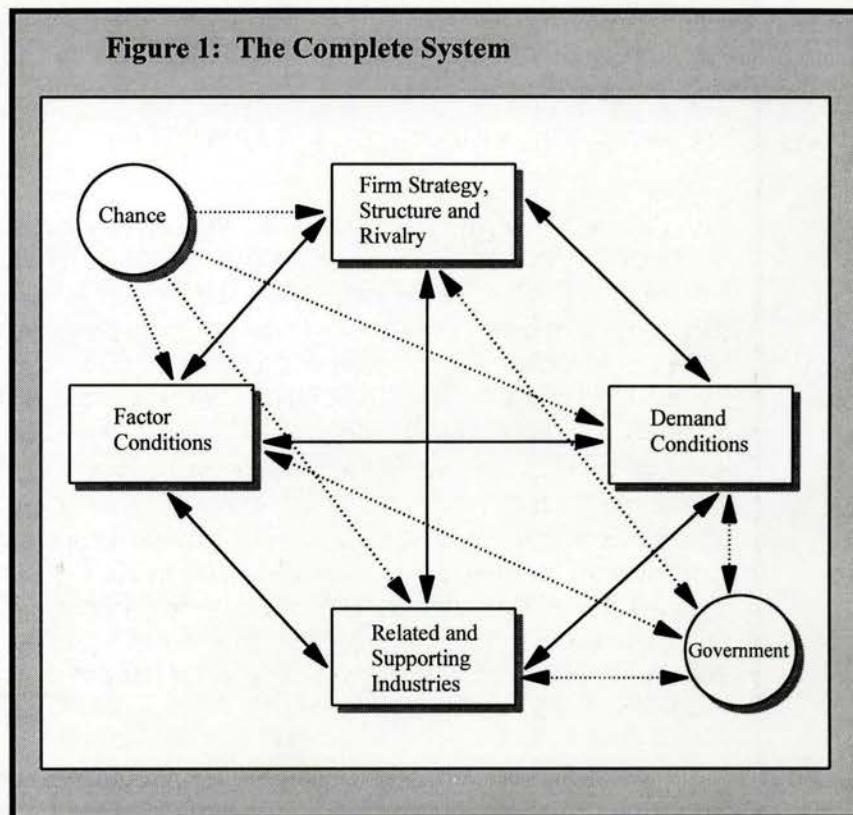 Figure 1: The Complete System
Chance
Firm Strategy,
Structure and
Rivalry
Factor
Conditions
Demand
Conditions
Related and
Supporting
Industries
Government